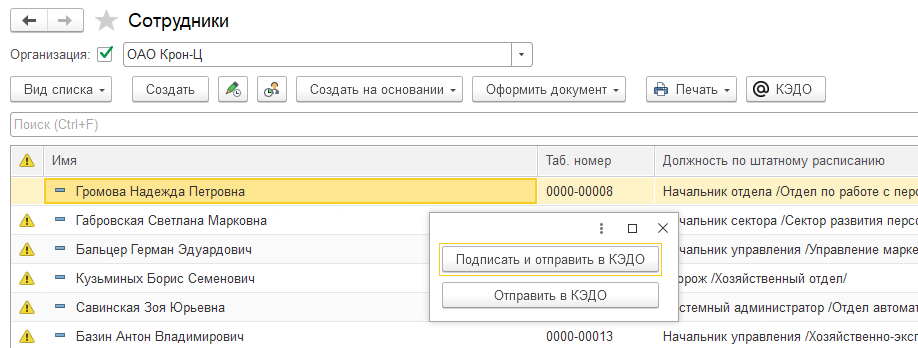 Сотрудники
Организация: ОАО Крон-Ц
Вид списка Создать Создать на основании Оформить документ Печать @ КЭДО
Поиск (Ctrl+F)
Имя Таб. номер Должность по штатному расписанию
Громова Надежда Петровна 0000-00008 Начальник отдела /Отдел по работе с перс
Габровская Светлана Марковна чальник сектора /Сектор развития персо
Бальцер Герман Эдуардович чальник управления /Управление марке
Подписать и отправить в КЭДО
Кузьминых Борис Семенович орож /Хозяйственный отдел/
Отправить в КЭДО
Савинская Зоя Юрьевна стемный администратор /Отдел автомат
Базин Антон Владимирович 0000-00013 Начальник управления /Хозяйственно-эксп